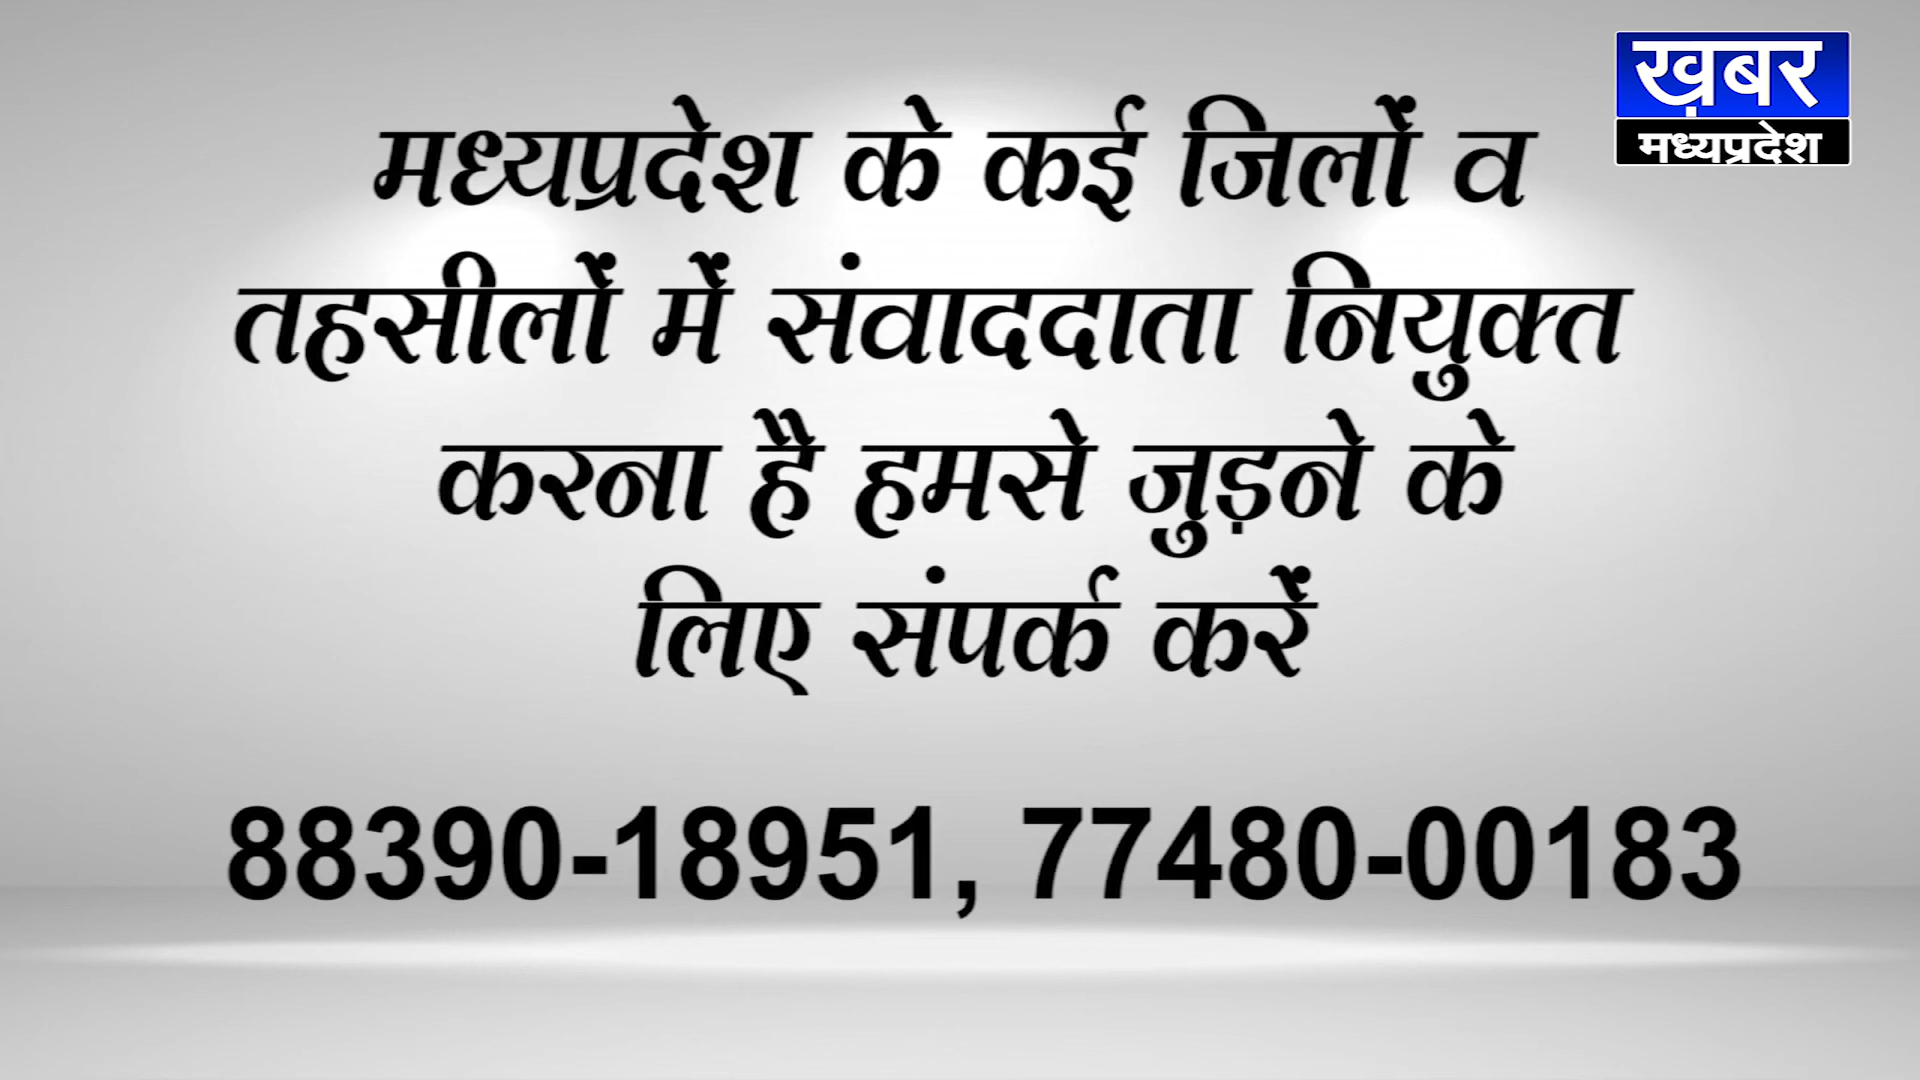 ख़बर
मध्यप्रदेश
मध्यप्रदेश के कई जिलों व
तहसीलों में संवाददाता नियुक्त
करना है हमसे जुड़ने के
लिए संपर्क करें
88390-18951, 77480-00183